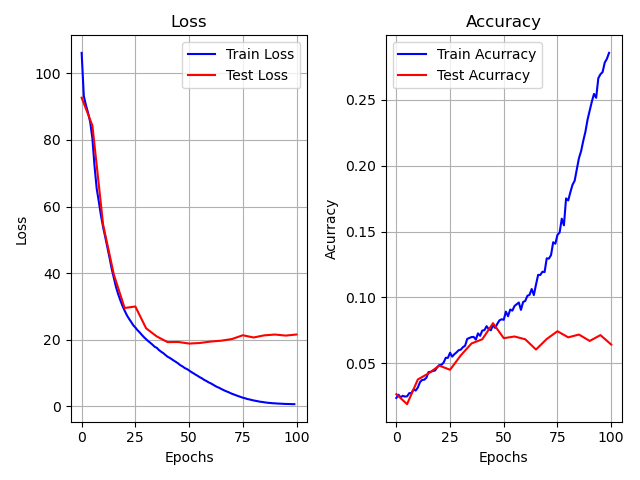 Loss
Train Loss
Test Loss
100
80
60
40
20
0
0 25 50 75 100
Loss
Epochs
Accuracy
Train Acurracy
Test Acurracy
0.25
0.20
0.15
0.10
0.05
0 25 50 75 100
Acurracy
Epochs